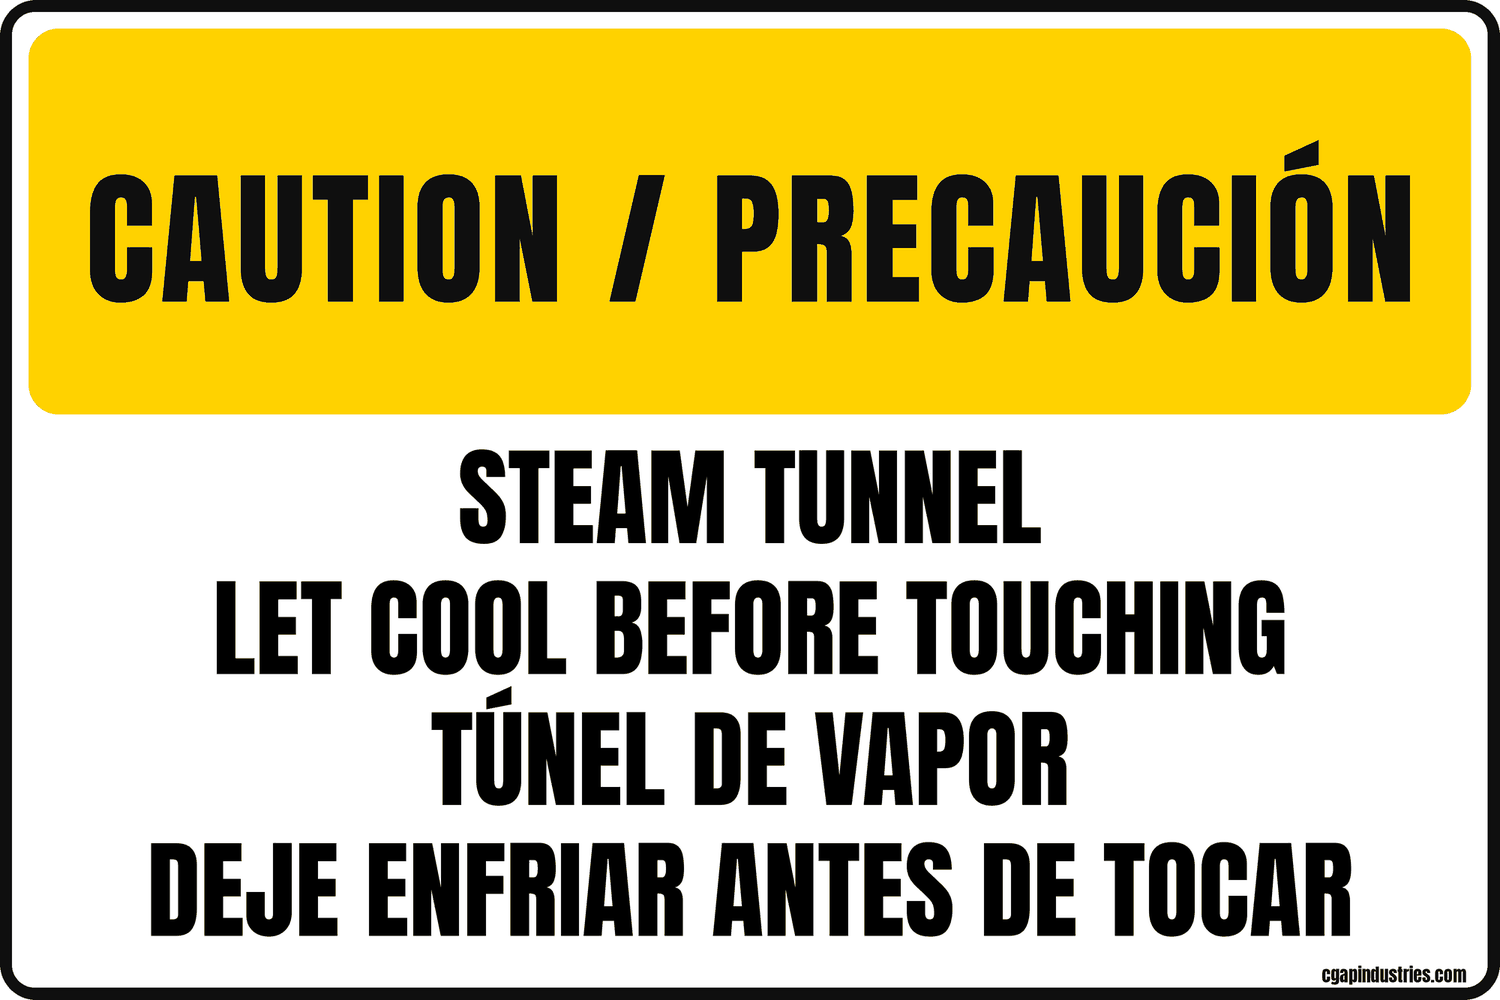 CAUTION / PRECAUCIÓN
STEAM TUNNEL
LET COOL BEFORE TOUCHING
TÚNEL DE VAPOR
DEJE ENFRIAR ANTES DE TOCAR
cgapindustries.com